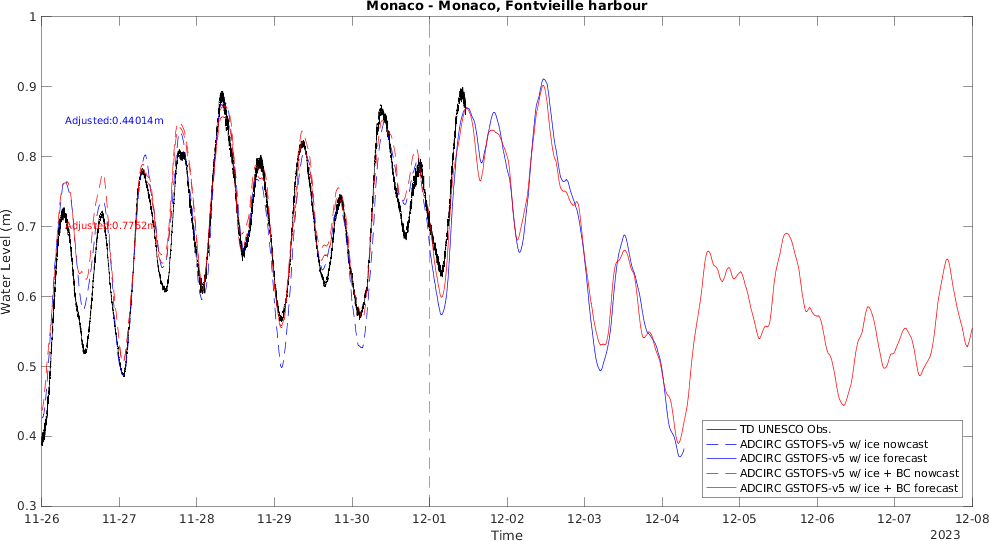 Monaco - Monaco, Fontvieille harbour
1
0.9
0.8
0.7
0.6
0.5
0.4
0.3
Water Level (m)
Adjusted:0.44014m
Adjusted:0.7762m
TD UNESCO Obs.
ADCIRC GSTOFS-v5 w/ ice nowcast
ADCIRC GSTOFS-v5 w/ ice forecast
ADCIRC GSTOFS-v5 w/ ice + BC nowcast
ADCIRC GSTOFS-v5 w/ ice + BC forecast
11-26 11-27 11-28 11-29 11-30 12-01 12-02 12-03 12-04 12-05 12-06 12-07 12-08
Time
2023